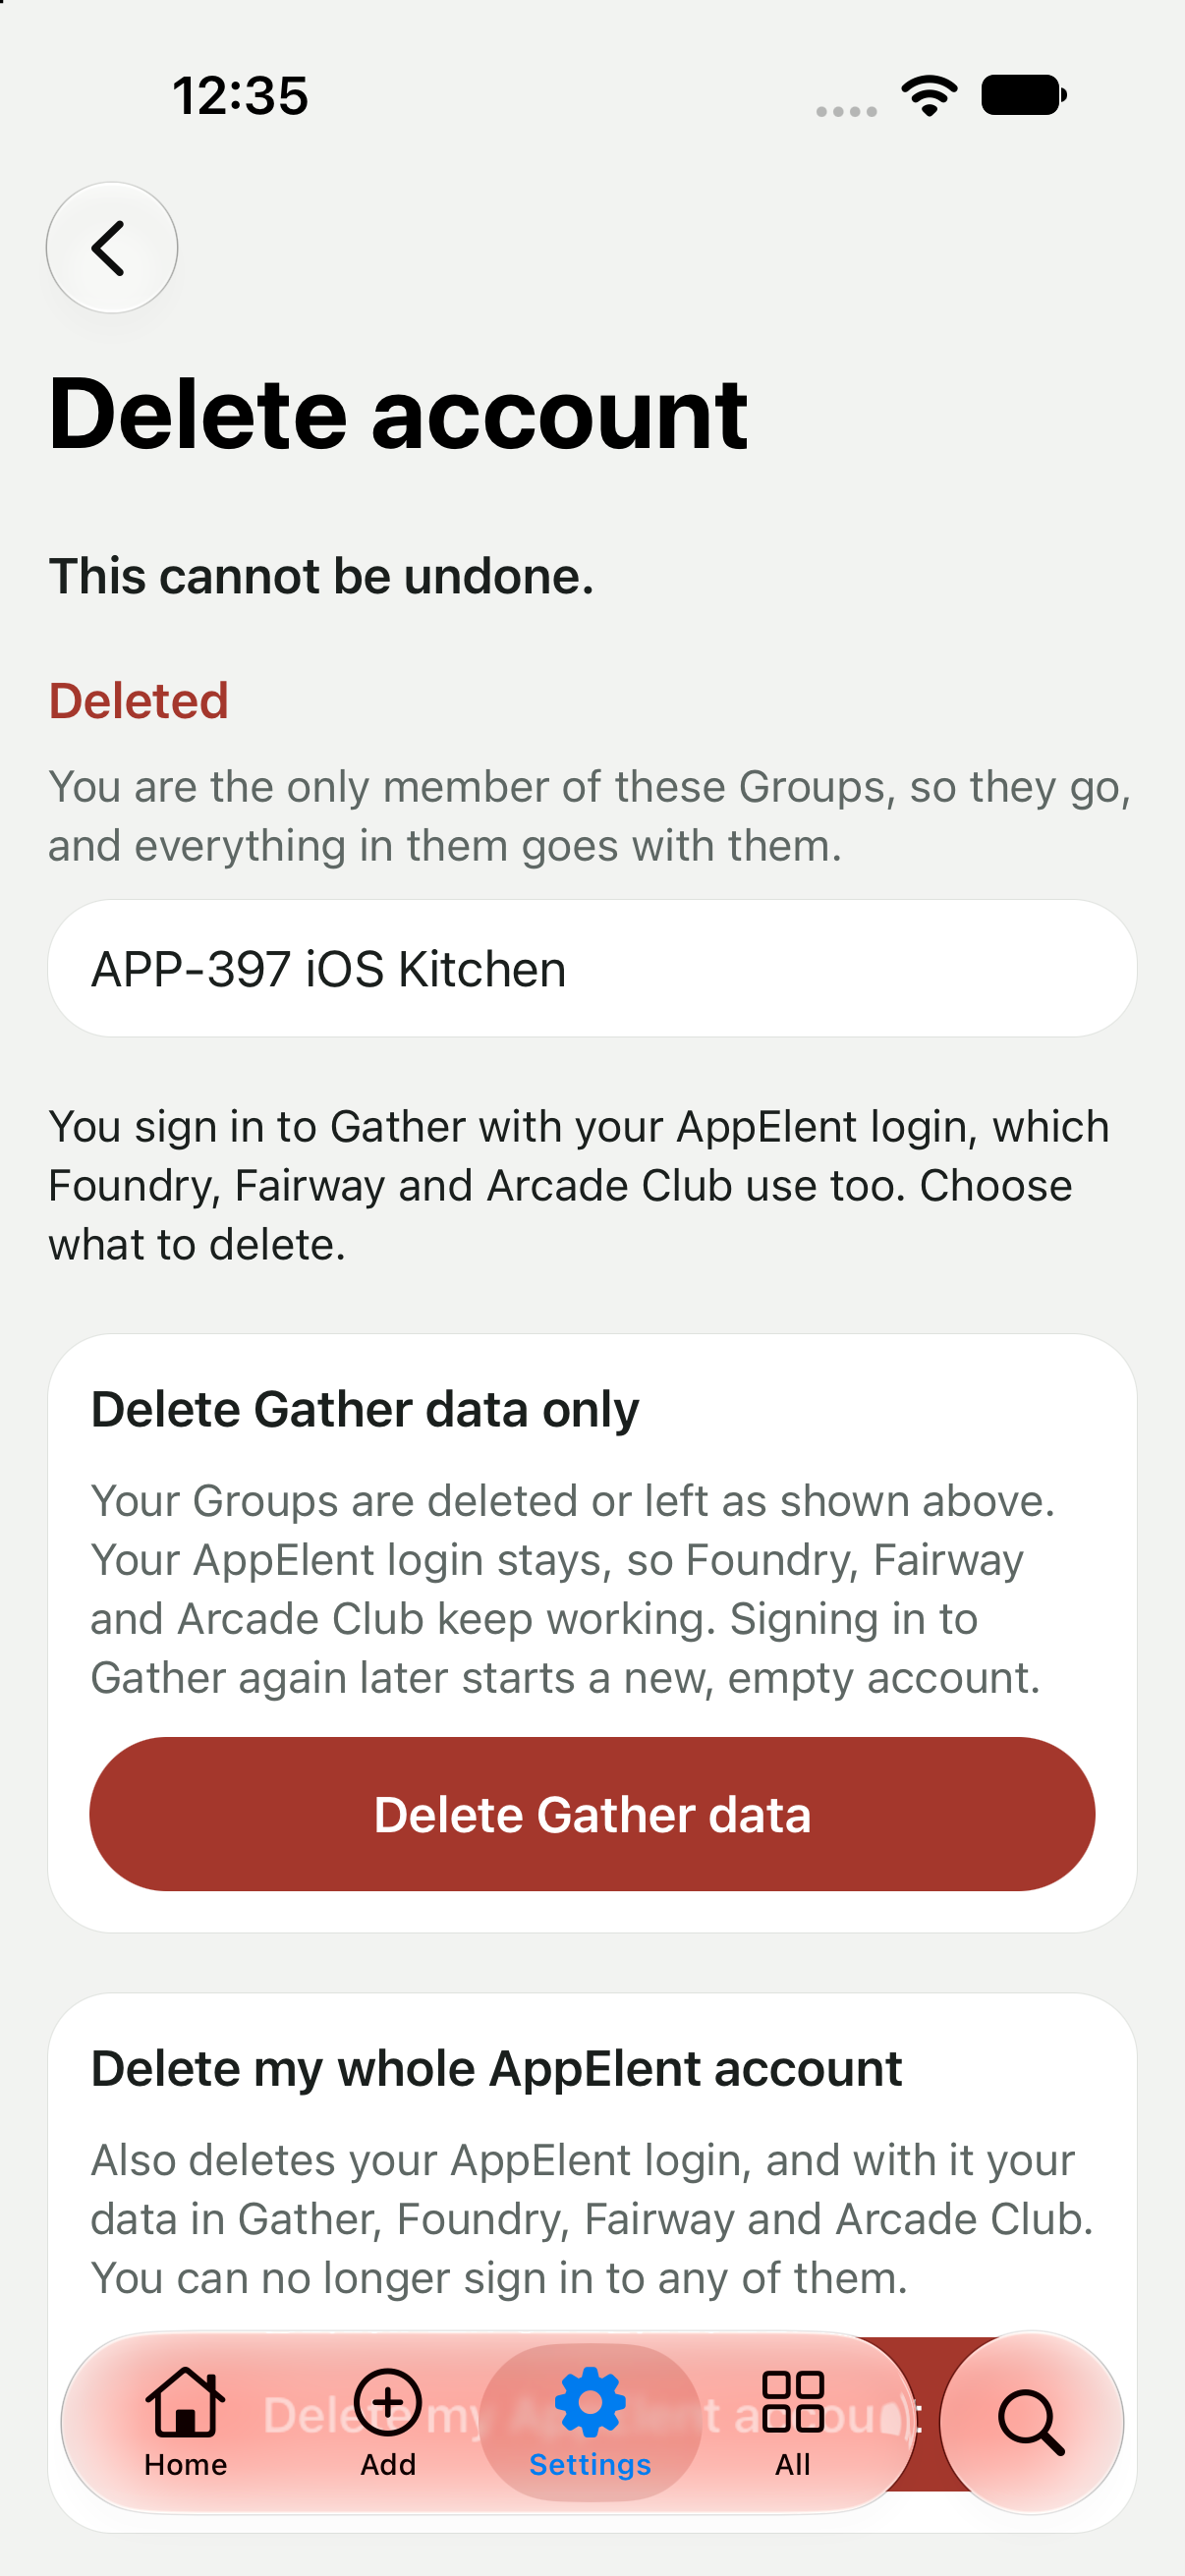 12:35
Delete account
This cannot be undone.
Deleted
You are the only member of these Groups, so they go,
and everything in them goes with them.
APP-397 iOS Kitchen
You sign in to Gather with your AppElent login, which
Foundry, Fairway and Arcade Club use too. Choose
what to delete.
Delete Gather data only
Your Groups are deleted or left as shown above.
Your AppElent login stays, so Foundry, Fairway
and Arcade Club keep working. Signing in to
Gather again later starts a new, empty account.
Delete Gather data
Delete my whole AppElent account
Also deletes your AppElent login, and with it your
data in Gather, Foundry, Fairway and Arcade Club.
You can no longer sign in to any of them.
Delete my AppElent account
Home
Add
Settings
All